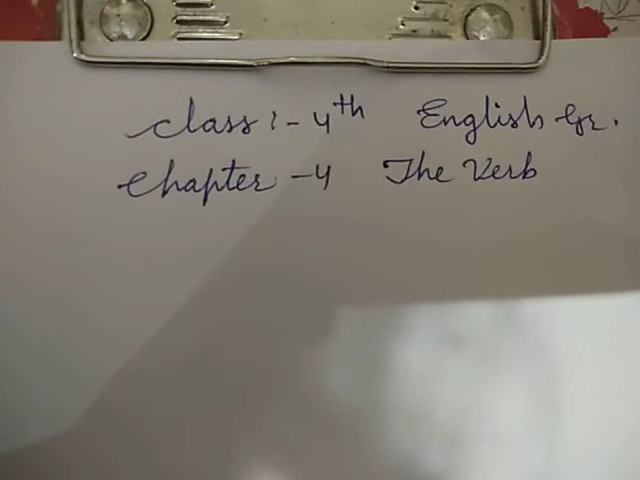 Class :- 4th English Gr.
Chapter - 4 The Verb